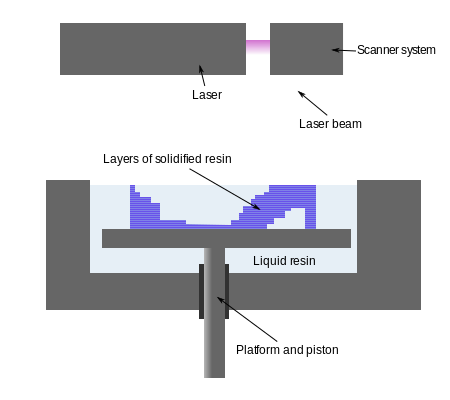 Scanner system
Laser
Laser beam
Layers of solidified resin
Liquid resin
Platform and piston